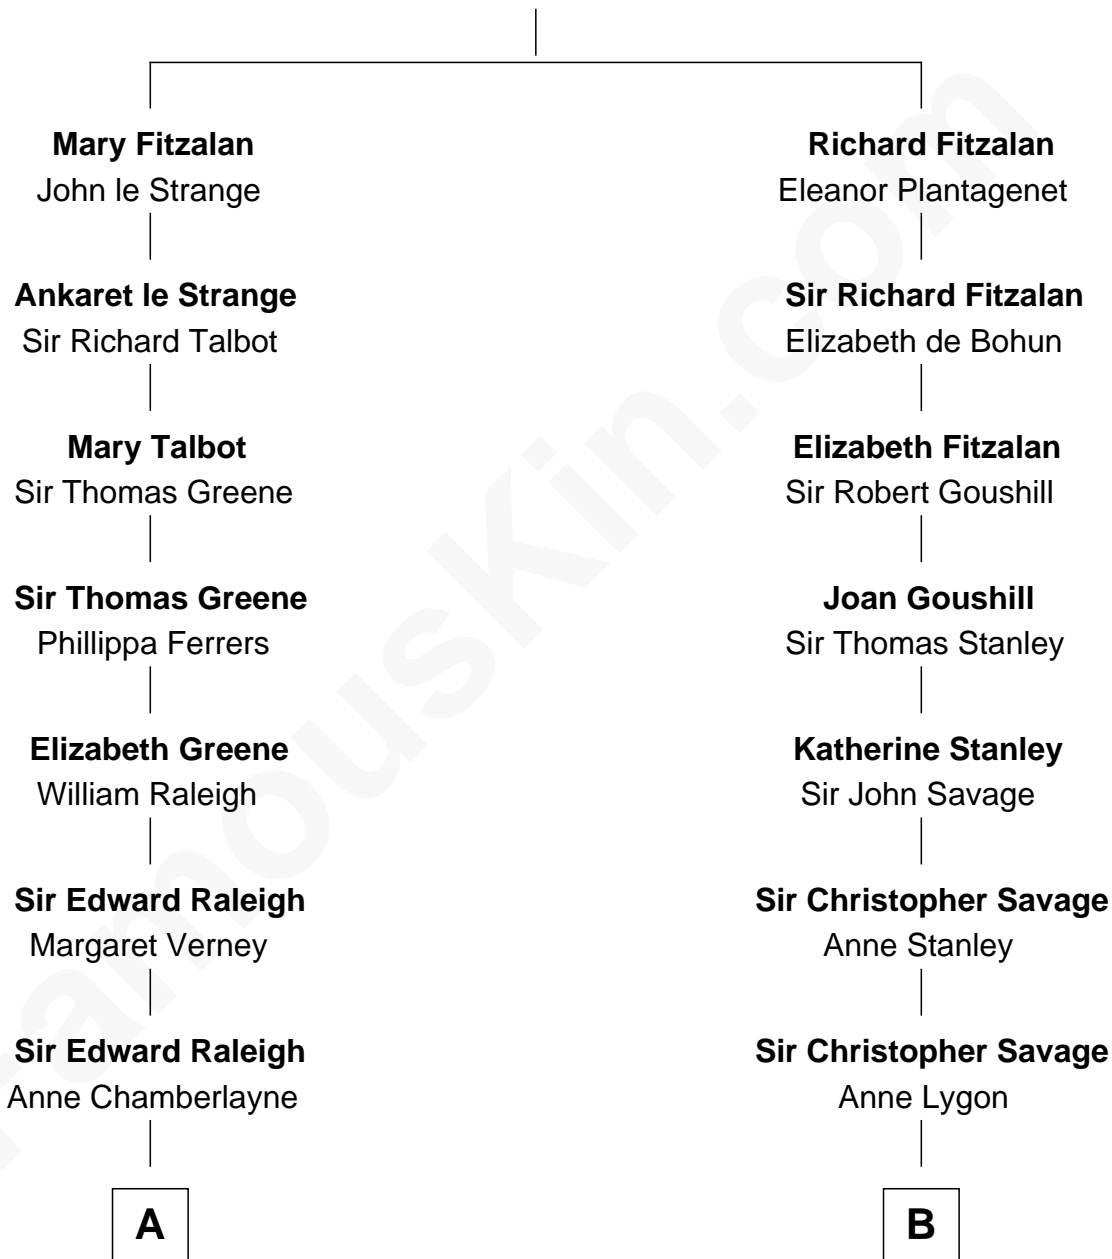 Mary Fitzalan
John le Strange
Ankaret le Strange
Sir Richard Talbot
Mary Talbot
Sir Thomas Greene
Sir Thomas Greene
Phillippa Ferrers
Elizabeth Greene
William Raleigh
Sir Edward Raleigh
Margaret Verney
Sir Edward Raleigh
Anne Chamberlayne
A
Richard Fitzalan
Eleanor Plantagenet
Sir Richard Fitzalan
Elizabeth de Bohun
Elizabeth Fitzalan
Sir Robert Goushill
Joan Goushill
Sir Thomas Stanley
Katherine Stanley
Sir John Savage
Sir Christopher Savage
Anne Stanley
Sir Christopher Savage
Anne Lygon
B
FamousKin.com